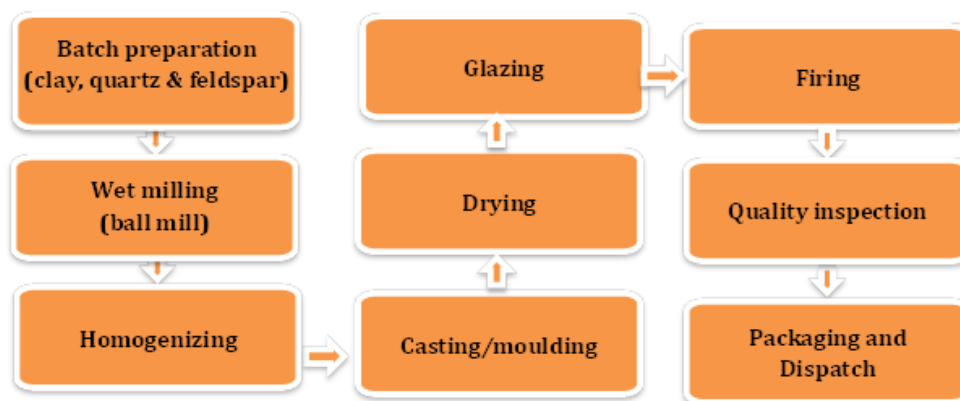 Batch preparation
(clay, quartz & feldspar)
Wet milling
(ball mill)
Homogenizing
Casting/moulding
Drying
Glazing
Firing
Quality inspection
Packaging and
Dispatch